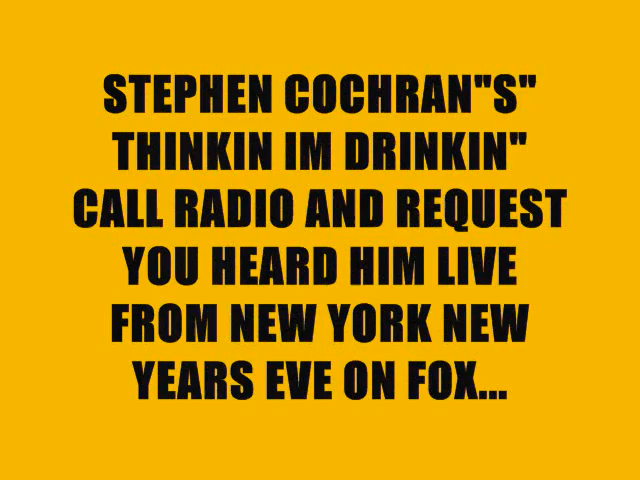 STEPHEN COCHRAN"S"
THINKIN IM DRINKIN"
CALL RADIO AND REQUEST
YOU HEARD HIM LIVE
FROM NEW YORK NEW
YEARS EVE ON FOX...